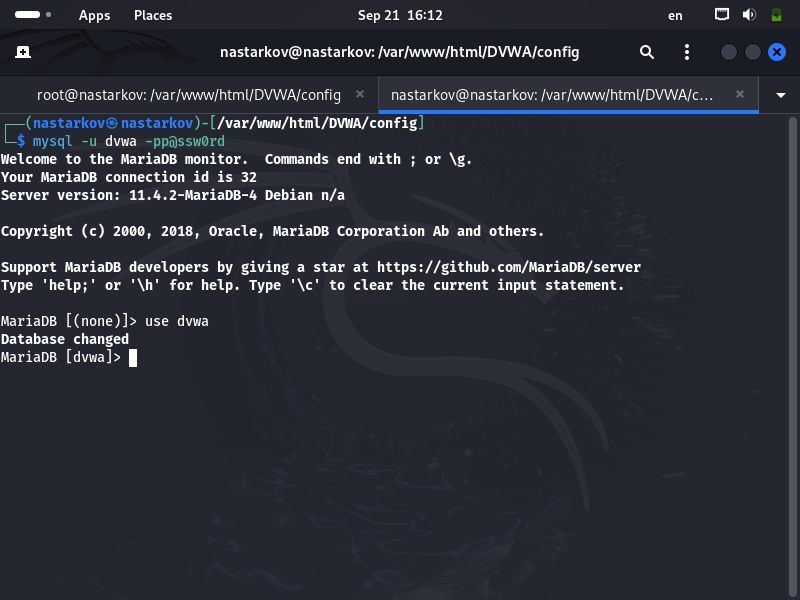 Apps Places Sep 21 16:12 en
nastarkov@nastarkov: /var/www/html/DVWA/config
root@nastarkov: /var/www/html/DVWA/config nastarkov@nastarkov: /var/www/html/DVWA/c...
┌──(nastarkov㉿nastarkov)-[/var/www/html/DVWA/config]
└─$ mysql -u dvwa -pp@ssw0rd
Welcome to the MariaDB monitor.  Commands end with ; or \g.
Your MariaDB connection id is 32
Server version: 11.4.2-MariaDB-4 Debian n/a
Copyright (c) 2000, 2018, Oracle, MariaDB Corporation Ab and others.
Support MariaDB developers by giving a star at https://github.com/MariaDB/server
Type 'help;' or '\h' for help. Type '\c' to clear the current input statement.
MariaDB [(none)]> use dvwa
Database changed
MariaDB [dvwa]>